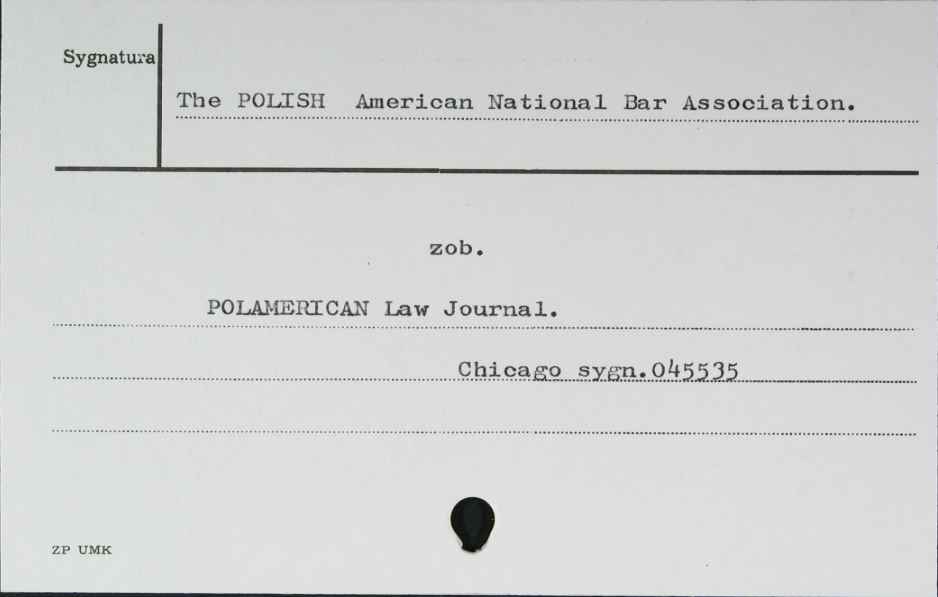 Sygnatura
The POLISH American National Bar Association.
zob.
POLAMERICAN Law Journal.
Chicago sygn.045535
ZP UMK